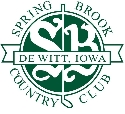 SPRING BROOK
SB
DE WITT, IOWA
COUNTRY CLUB